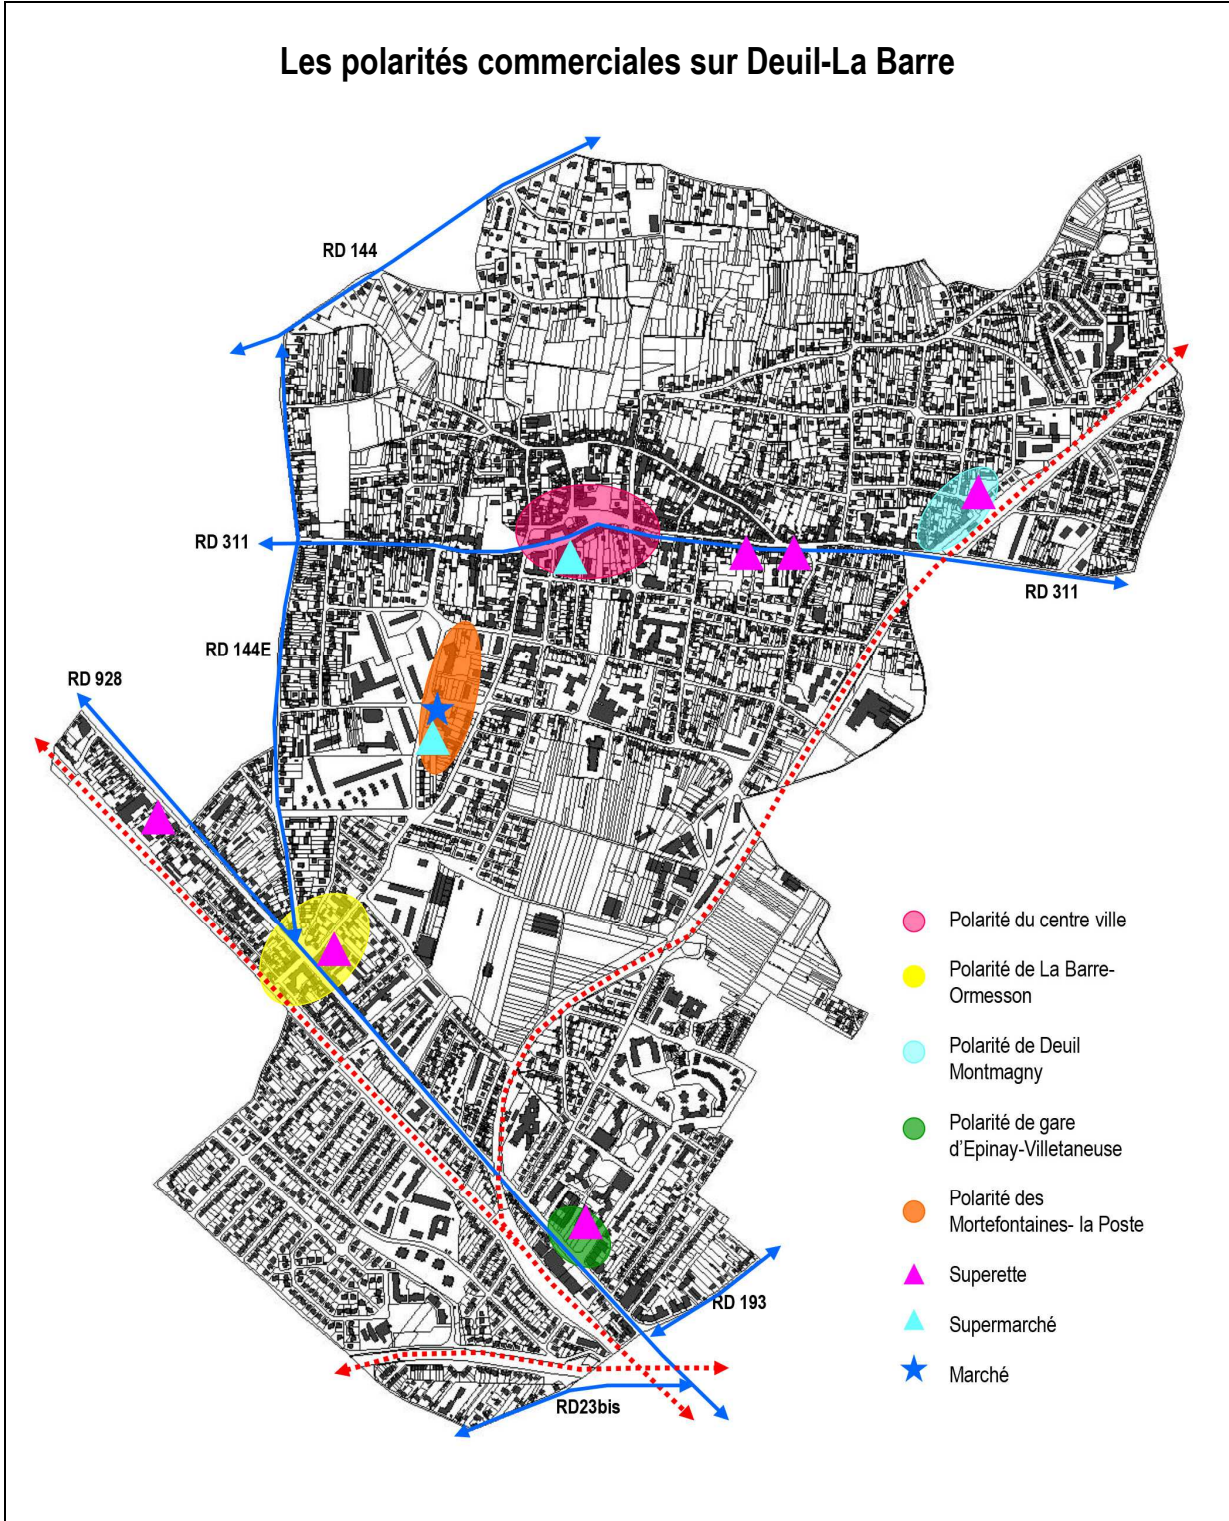 Les polarités commerciales sur Deuil-La Barre
RD 144
RD 311
RD 311
RD 144E
RD 928
Polarité du centre ville
Polarité de La Barre-
Ormesson
Polarité de Deuil
Montmagny
Polarité de gare
d'Epinay-Villetaneuse
Polarité des
Mortefontaines- la Poste
Superette
Supermarché
Marché
RD 193
RD23bis